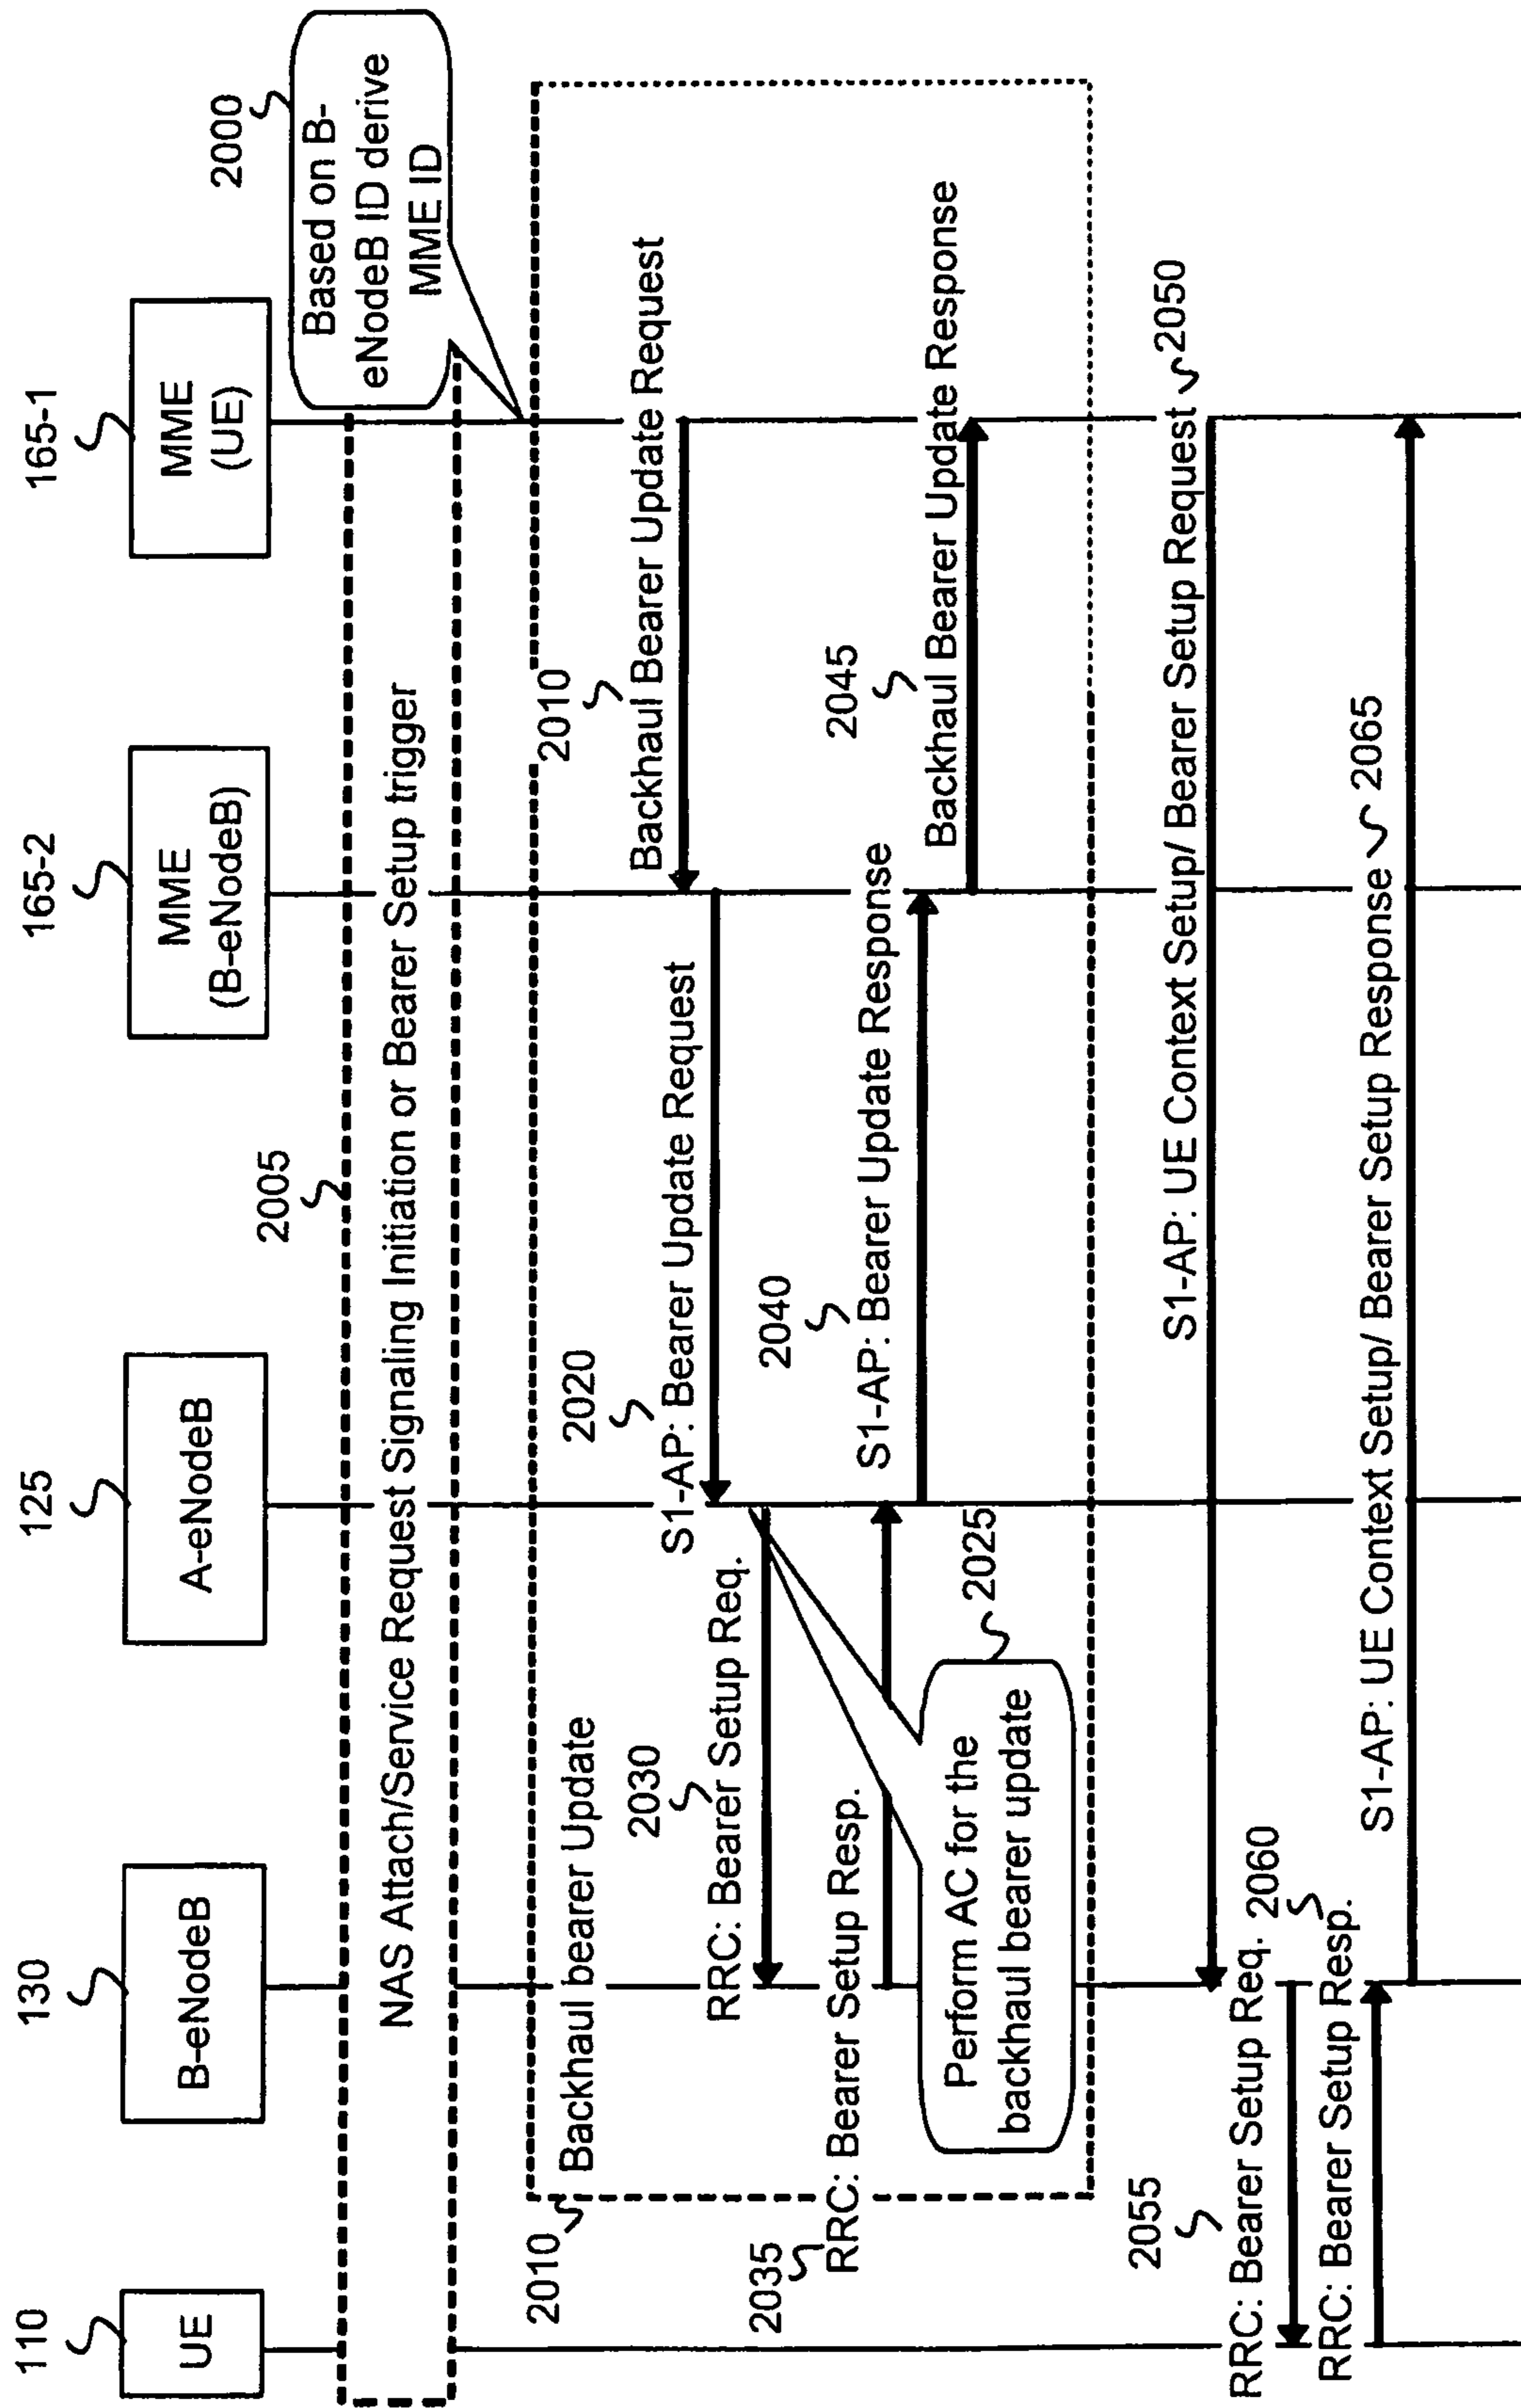 110
130
125
165-2
165-1
UE
B-eNodeB
A-eNodeB
MME
(B-eNodeB)
MME
(UE)
2000
Based on B-
eNodeB ID derive
MME ID
2005
NAS Attach/Service Request Signaling Initiation or Bearer Setup trigger
2010
Backhaul bearer Update
2010
Backhaul Bearer Update Request
2020
S1-AP: Bearer Update Request
2030
RRC: Bearer Setup Req.
2035
RRC: Bearer Setup Resp.
2040
S1-AP: Bearer Update Response
2045
Backhaul Bearer Update Response
2025
Perform AC for the
backhaul bearer update
S1-AP: UE Context Setup/ Bearer Setup Request 2050
2055
RRC: Bearer Setup Req. 2060
RRC: Bearer Setup Resp.
S1-AP: UE Context Setup/ Bearer Setup Response 2065